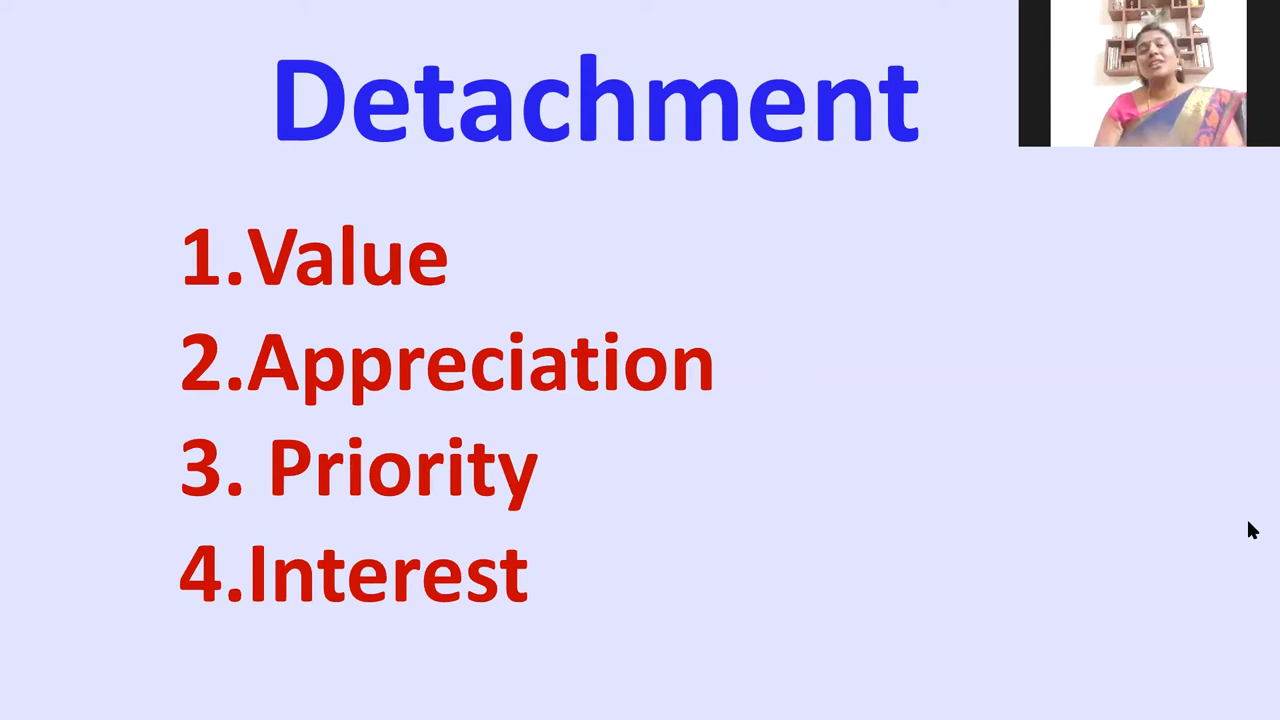 Detachment
1.Value
2.Appreciation
3. Priority
4.Interest